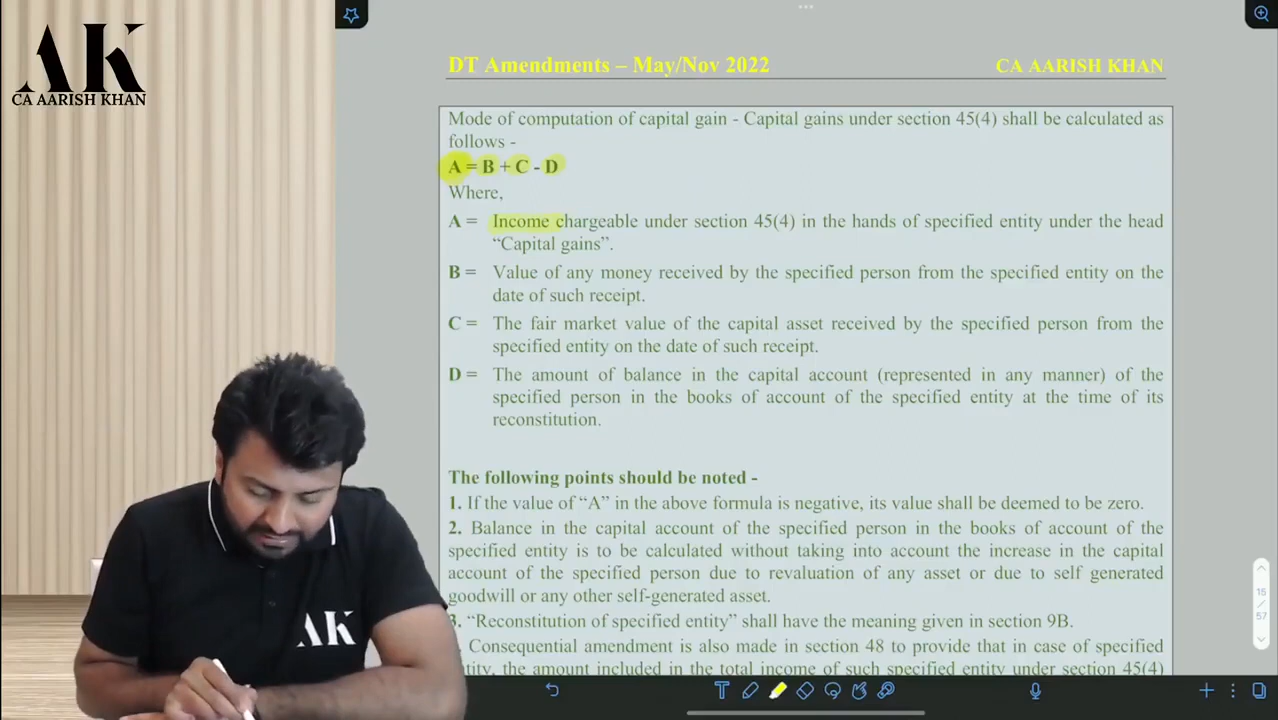 AK
CA AARISH KHAN
DT Amendments – May/Nov 2022
CA AARISH KHAN
Mode of computation of capital gain - Capital gains under section 45(4) shall be calculated as
follows -
A = B + C - D
Where,
A = Income chargeable under section 45(4) in the hands of specified entity under the head
“Capital gains”.
B = Value of any money received by the specified person from the specified entity on the
date of such receipt.
C = The fair market value of the capital asset received by the specified person from the
specified entity on the date of such receipt.
D = The amount of balance in the capital account (represented in any manner) of the
specified person in the books of account of the specified entity at the time of its
reconstitution.
The following points should be noted -
1. If the value of “A” in the above formula is negative, its value shall be deemed to be zero.
2. Balance in the capital account of the specified person in the books of account of the
specified entity is to be calculated without taking into account the increase in the capital
account of the specified person due to revaluation of any asset or due to self generated
goodwill or any other self-generated asset.
3. “Reconstitution of specified entity” shall have the meaning given in section 9B.
Consequential amendment is also made in section 48 to provide that in case of specified
the amount included in the total income of such specified entity under section 45(4)
AK
15
/
57
T